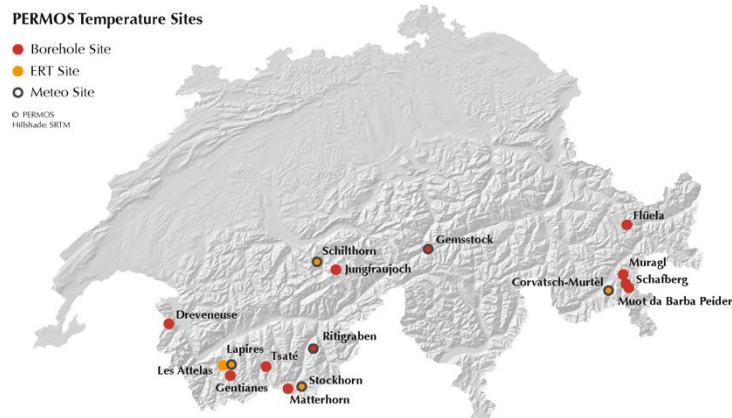 PERMOS Temperature Sites
Borehole Site
ERT Site
Meteo Site
© PERMOS
Hillshade: SRTM
Flüela
Gemsstock
Schilthorn
Jungfraujoch
Muragl
Schafberg
Corvatsch-Murtèl
Muot da Barba Peider
Dreveneuse
Ritigraben
Lapires
Tsaté
Les Attelas
Stockhorn
Gentianes
Matterhorn